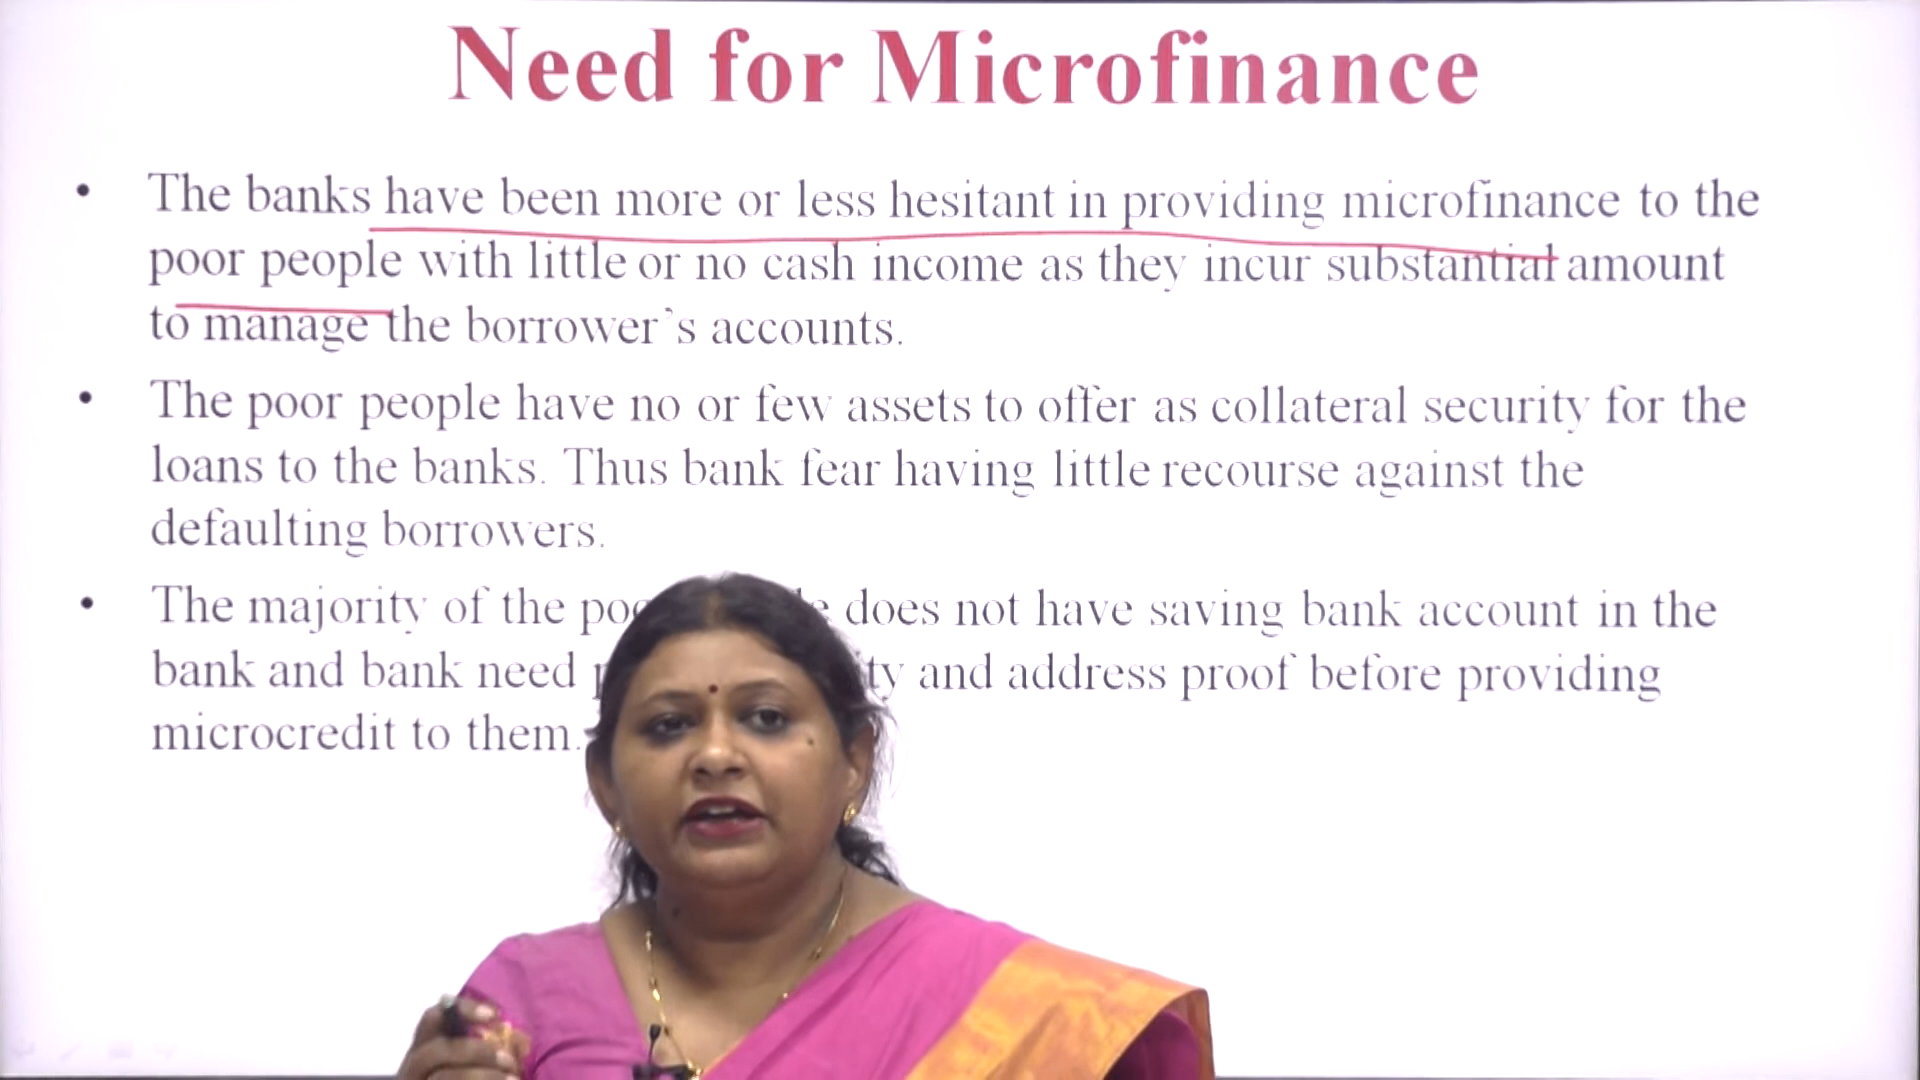 Need for Microfinance
• The banks have been more or less hesitant in providing microfinance to the
poor people with little or no cash income as they incur substantial amount
to manage the borrower's accounts.
• The poor people have no or few assets to offer as collateral security for the
loans to the banks. Thus bank fear having little recourse against the
defaulting borrowers.
• The majority of the does not have saving bank account in the
bank and bank need and address proof before providing
microcredit to them.